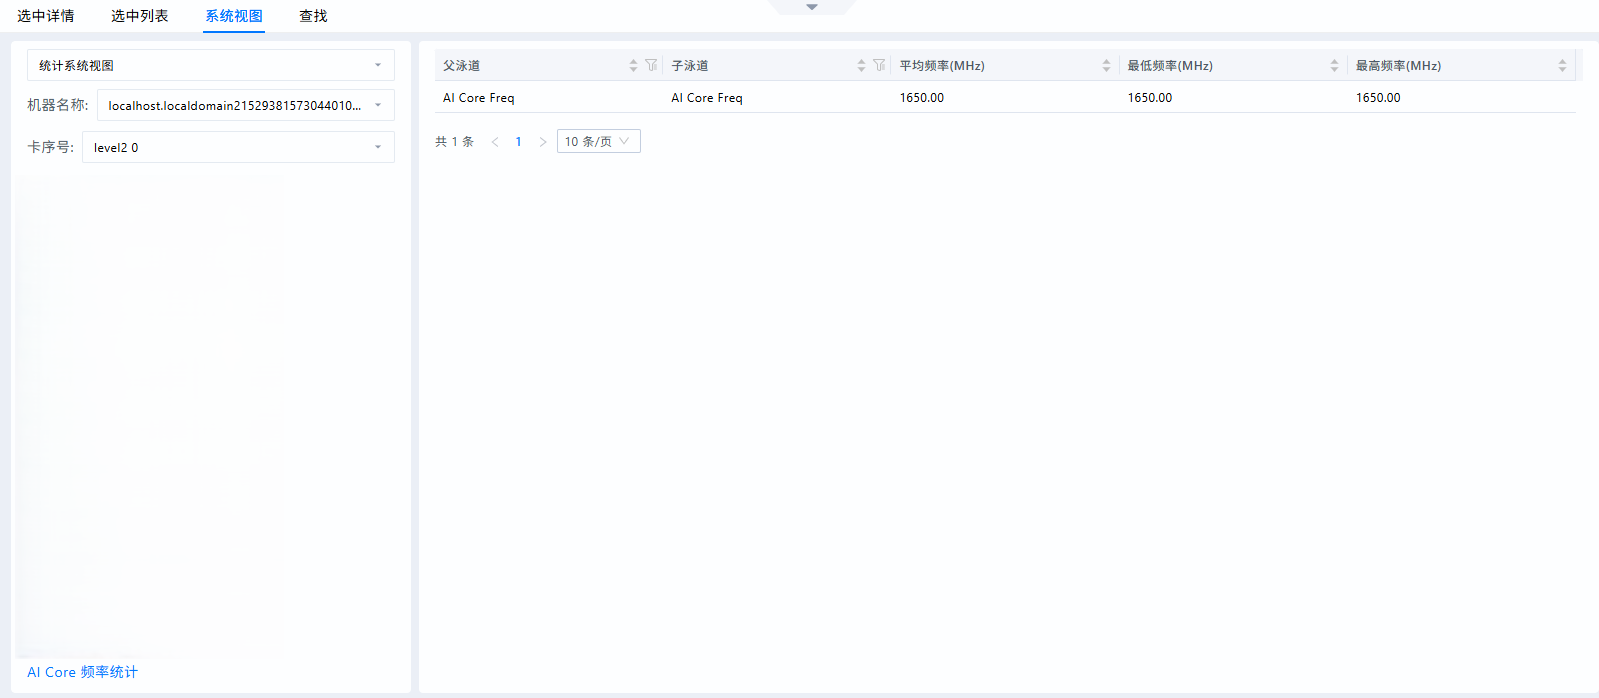 选中详情 选中列表 系统视图 查找
统计系统视图
机器名称: localhost.localdomain21529381573044010...
卡序号: level2 0
AI Core 频率统计
父泳道 子泳道 平均频率(MHz) 最低频率(MHz) 最高频率(MHz)
AI Core Freq AI Core Freq 1650.00 1650.00 1650.00
共 1 条 < 1 > 10 条/页